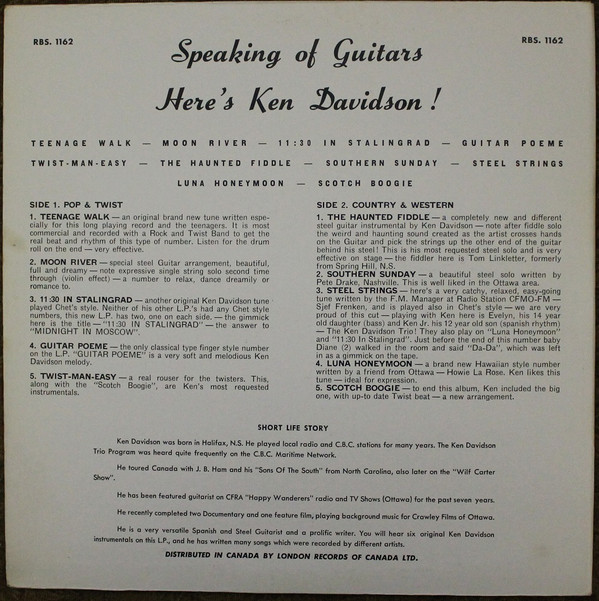 RBS. 1162
RBS. 1162
Speaking of Guitars
Here's Ken Davidson!
TEENAGE WALK — MOON RIVER — 11:30 IN STALINGRAD — GUITAR POEME
TWIST-MAN-EASY — THE HAUNTED FIDDLE — SOUTHERN SUNDAY — STEEL STRINGS
LUNA HONEYMOON — SCOTCH BOOGIE
SIDE 1. POP & TWIST
1. TEENAGE WALK — an original brand new tune written espe-
cially for this long playing record and the teenagers. It is most
commercial and recorded with a Rock and Twist Band to get the
real beat and rhythm of this type of number. Listen for the drum
roll on the end — very effective.
2. MOON RIVER — special steel Guitar arrangement, beautiful,
full and dreamy — note expressive single string solo second time
through (violin effect) — a number to relax, dance dreamily or
romance to.
3. 11:30 IN STALINGRAD — another original Ken Davidson tune
played Chet's style. Neither of his other L.P.'s had any Chet style
numbers, this new L.P. has two, one on each side. — the gimmick
here is the title — "11:30 IN STALINGRAD" — the answer to
"MIDNIGHT IN MOSCOW".
4. GUITAR POEME — the only classical type finger style number
on the L.P. "GUITAR POEME" is a very soft and melodious Ken
Davidson melody.
5. TWIST-MAN-EASY — a real rouser for the twisters. This,
along with the "Scotch Boogie", are Ken's most requested
instrumentals.
SIDE 2. COUNTRY & WESTERN
1. THE HAUNTED FIDDLE — a completely new and different
steel guitar instrumental by Ken Davidson — note after fiddle solo
the weird and haunting sound created as the artist crosses hands
on the Guitar and pick the strings up the other end of the guitar
behind his steel! This is his most requested steel solo and is very
effective on stage — the fiddler here is Tom Linkletter, formerly
from Spring Hill, N.S.
2. SOUTHERN SUNDAY — a beautiful steel solo written by
Pete Drake, Nashville. This is well liked in the Ottawa area.
3. STEEL STRINGS — here's a very catchy, relaxed, easy-going
tune written by the F.M. Manager at Radio Station CFMO-FM —
Sjef Frenken, and is played also in Chet's style — we are very
proud of this cut — playing with Ken here is Evelyn, his 14 year
old daughter (bass) and Ken Jr. his 12 year old son (spanish rhythm)
— The Ken Davidson Trio! They also play on "Luna Honeymoon"
and "11:30 In Stalingrad". Just before the end of this number baby
Diane (2) walked in the room and said "Da-Da", which was left
in as a gimmick on the tape.
4. LUNA HONEYMOON — a brand new Hawaiian style number
written by a friend from Ottawa — Howie La Rose. Ken likes this
tune — ideal for expression.
5. SCOTCH BOOGIE — to end this album, Ken included the big
one, with up-to date Twist beat — a new arrangement.
SHORT LIFE STORY
Ken Davidson was born in Halifax, N.S. He played local radio and C.B.C. stations for many years. The Ken Davidson
Trio Program was heard quite frequently on the C.B.C. Maritime Network.
He toured Canada with J. B. Ham and his "Sons Of The South" from North Carolina, also later on the "Wilf Carter
Show".
He has been featured guitarist on CFRA "Happy Wanderers" radio and TV Shows (Ottawa) for the past seven years.
He recently completed two Documentary and one feature film, playing background music for Crawley Films of Ottawa.
He is a very versatile Spanish and Steel Guitarist and a prolific writer. You will hear six original Ken Davidson
instrumentals on this L.P., and he has written many songs which were recorded by different artists.
DISTRIBUTED IN CANADA BY LONDON RECORDS OF CANADA LTD.